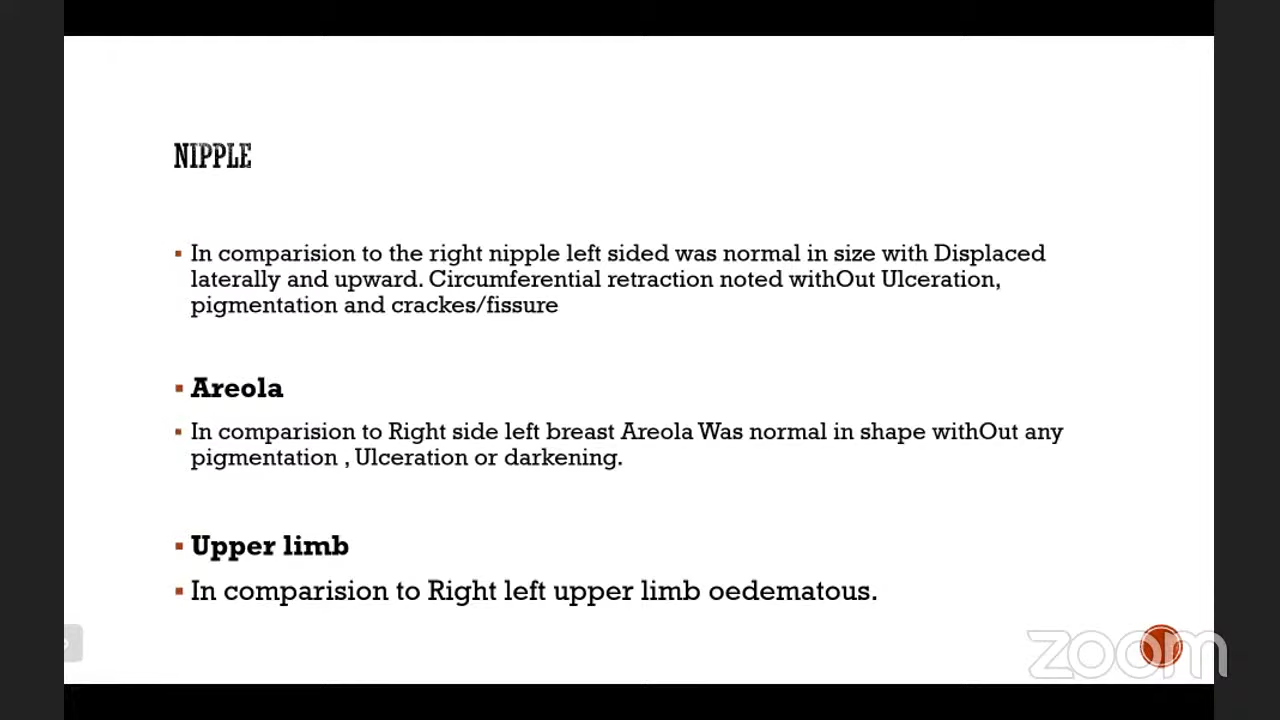 NIPPLE
In comparision to the right nipple left sided was normal in size with Displaced
laterally and upward. Circumferential retraction noted withOut Ulceration,
pigmentation and crackes/fissure
Areola
In comparision to Right side left breast Areola Was normal in shape withOut any
pigmentation , Ulceration or darkening.
Upper limb
In comparision to Right left upper limb oedematous.
zoom